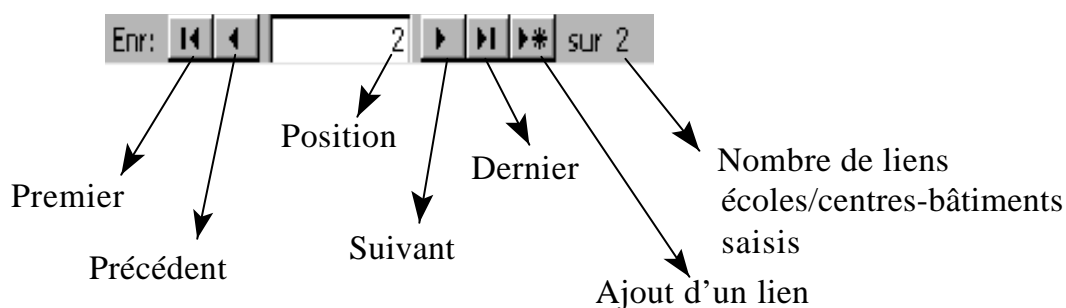 Enr: 2 sur 2
Position
Dernier
Nombre de liens
écoles/centres-bâtiments
saisis
Premier
Suivant
Précédent
Ajout d'un lien